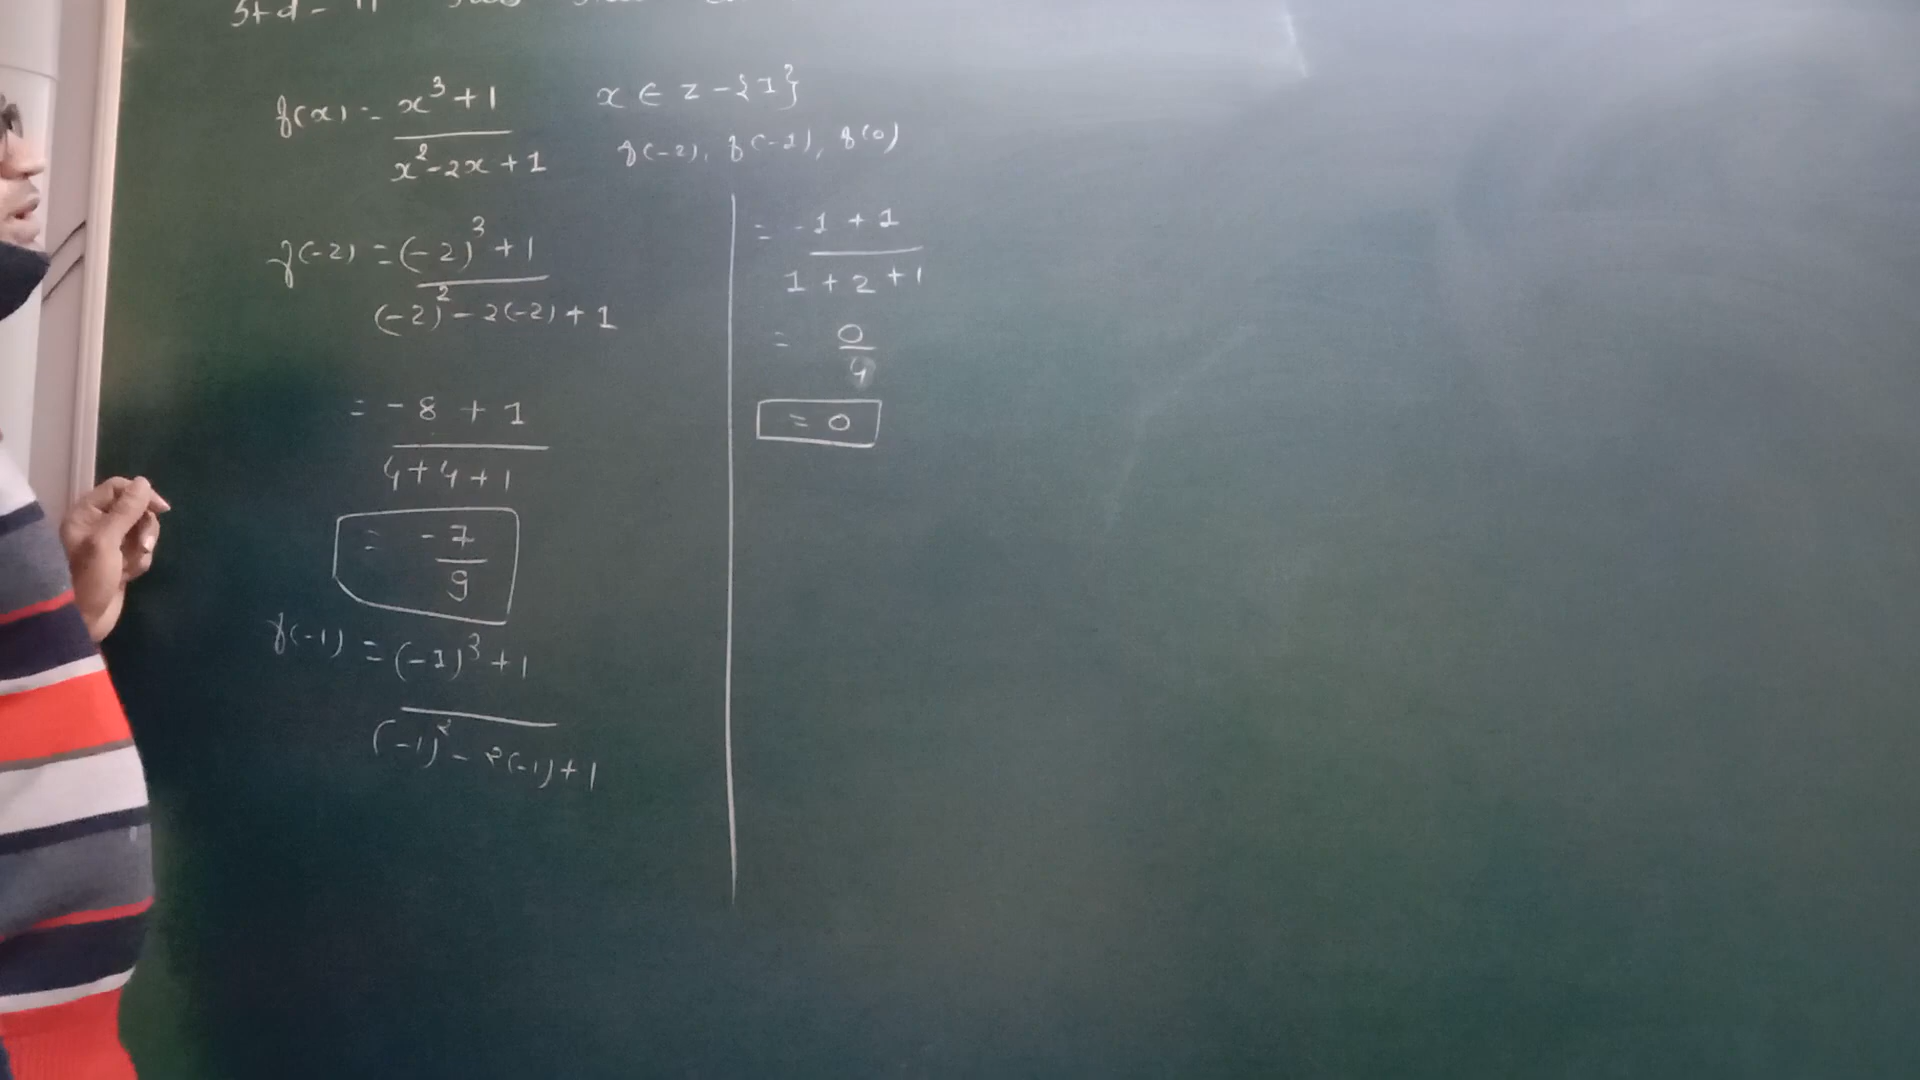 Std - 11
f(x) = x³+1 / x²-2x+1
x ∈ z - {1}
f(-2), f(-1), f(0)
f(-2) = (-2)³+1 / (-2)²-2(-2)+1
= -8+1 / 4+4+1
= -7/9
f(-1) = (-1)³+1 / (-1)²-2(-1)+1
= -1+1 / 1+2+1
= 0/4
= 0